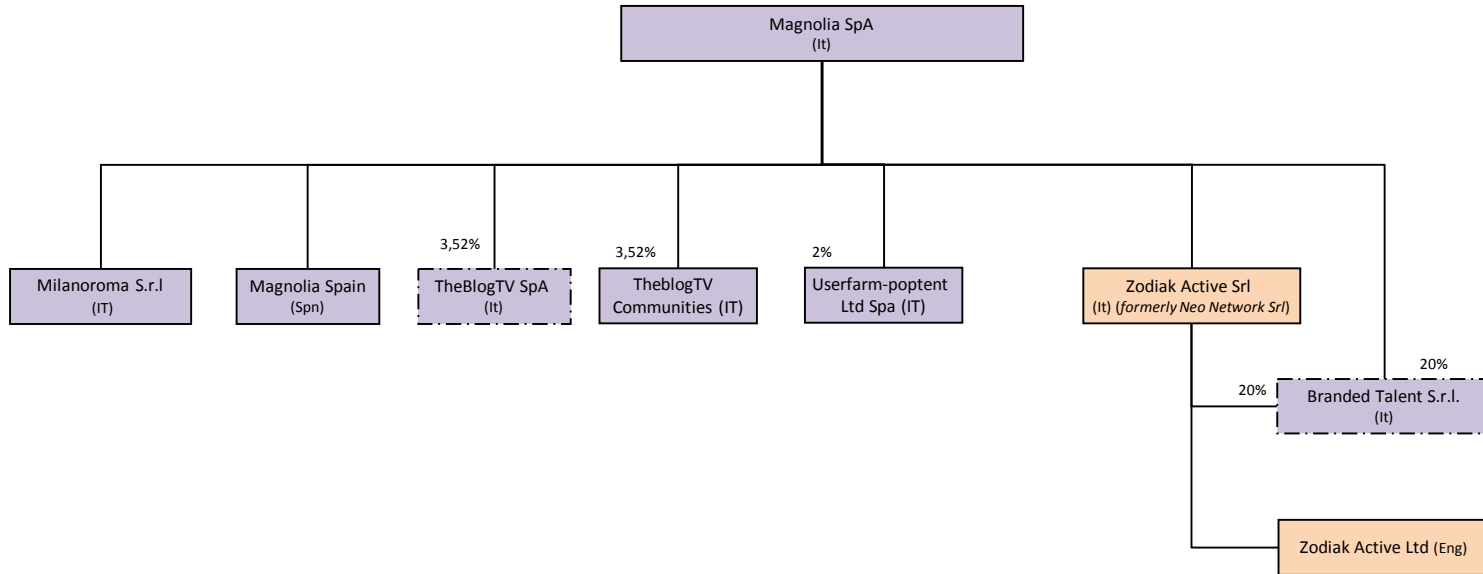 Magnolia SpA
(It)
3,52%
3,52%
2%
Milanoroma S.r.l
(IT)
Magnolia Spain
(Spn)
TheBlogTV SpA
(It)
TheblogTV
Communities (IT)
Userfarm-poptent
Ltd Spa (IT)
Zodiak Active Srl
(It) (formerly Neo Network Srl)
20%
20%
Branded Talent S.r.l.
(It)
Zodiak Active Ltd (Eng)